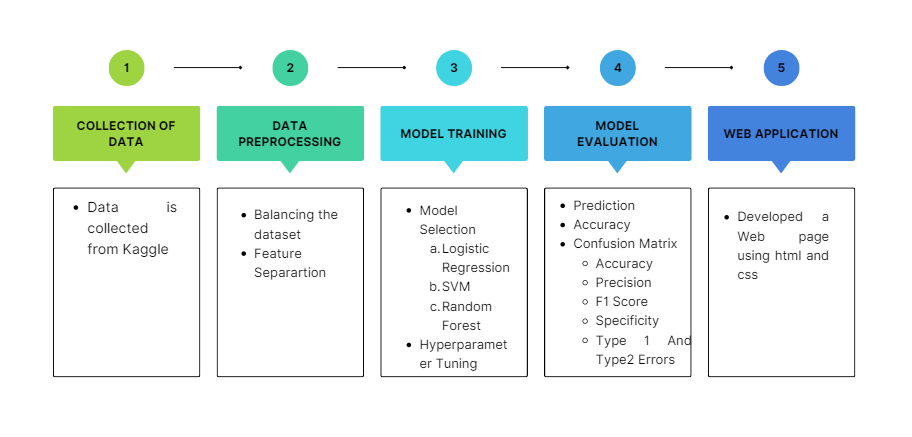 1
2
3
4
5
COLLECTION OF
DATA
DATA
PREPROCESSING
MODEL TRAINING
MODEL
EVALUATION
WEB APPLICATION
Data is
collected
from Kaggle
Balancing the
dataset
Feature
Separartion
Model
Selection
a. Logistic
Regression
b. SVM
c. Random
Forest
Hyperparamet
er Tuning
Prediction
Accuracy
Confusion Matrix
Accuracy
Precision
F1 Score
Specificity
Type 1 And
Type2 Errors
Developed a
Web page
using html and
css